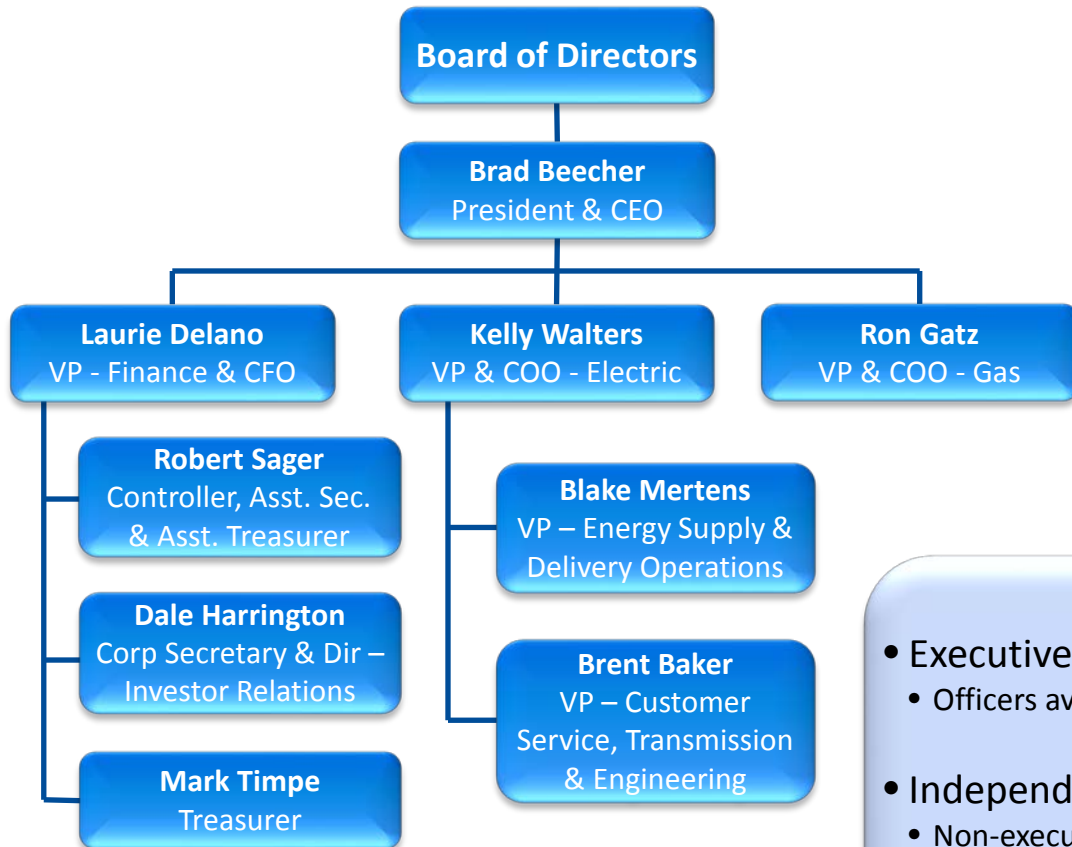 Board of Directors
Brad Beecher
President & CEO
Laurie Delano
VP - Finance & CFO
Kelly Walters
VP & COO - Electric
Ron Gatz
VP & COO - Gas
Robert Sager
Controller, Asst. Sec.
& Asst. Treasurer
Dale Harrington
Corp Secretary & Dir –
Investor Relations
Mark Timpe
Treasurer
Blake Mertens
VP – Energy Supply &
Delivery Operations
Brent Baker
VP – Customer
Service, Transmission
& Engineering
• Executive
• Officers
•
•